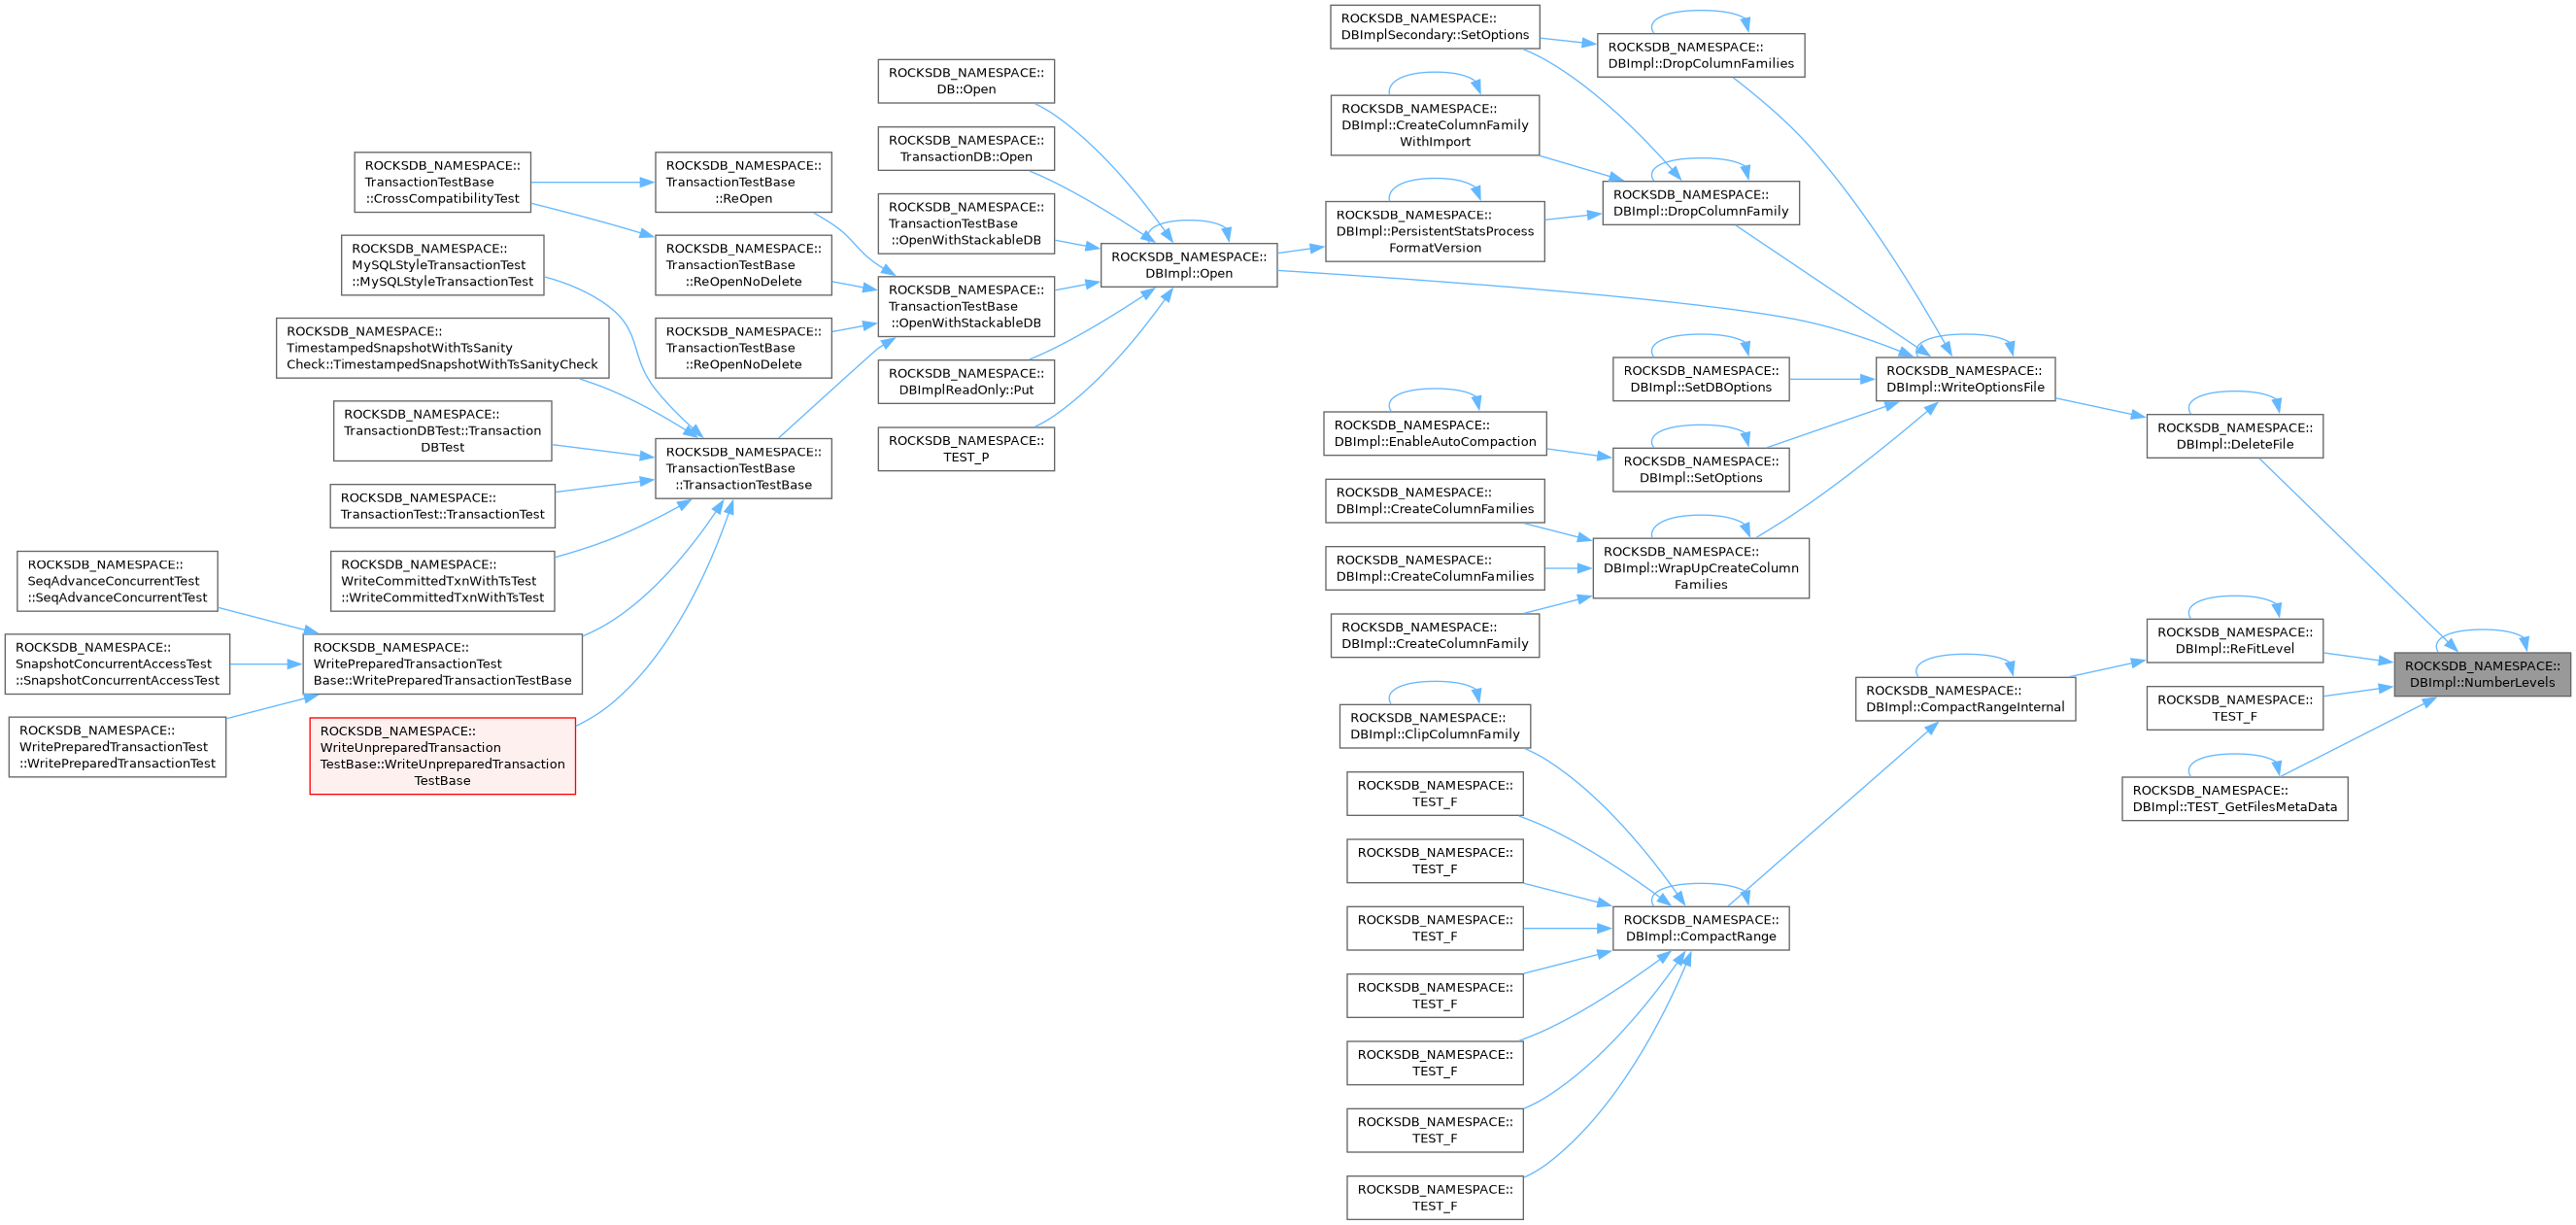 ROCKSDB_NAMESPACE::
DBImplSecondary::SetOptions
ROCKSDB_NAMESPACE::
DBImpl::DropColumnFamilies
ROCKSDB_NAMESPACE::
DB::Open
ROCKSDB_NAMESPACE::
DBImpl::CreateColumnFamily
WithImport
ROCKSDB_NAMESPACE::
TransactionDB::Open
ROCKSDB_NAMESPACE::
TransactionTestBase
::CrossCompatibilityTest
ROCKSDB_NAMESPACE::
TransactionTestBase
::ReOpen
ROCKSDB_NAMESPACE::
DBImpl::DropColumnFamily
ROCKSDB_NAMESPACE::
TransactionTestBase
::OpenWithStackableDB
ROCKSDB_NAMESPACE::
DBImpl::PersistentStatsProcess
FormatVersion
ROCKSDB_NAMESPACE::
MySQLStyleTransactionTest
::MySQLStyleTransactionTest
ROCKSDB_NAMESPACE::
TransactionTestBase
::ReOpenNoDelete
ROCKSDB_NAMESPACE::
DBImpl::Open
ROCKSDB_NAMESPACE::
TransactionTestBase
::OpenWithStackableDB
ROCKSDB_NAMESPACE::
TimestampedSnapshotWithTsSanity
Check::TimestampedSnapshotWithTsSanityCheck
ROCKSDB_NAMESPACE::
TransactionTestBase
::ReOpenNoDelete
ROCKSDB_NAMESPACE::
DBImplReadOnly::Put
ROCKSDB_NAMESPACE::
DBImpl::SetDBOptions
ROCKSDB_NAMESPACE::
DBImpl::WriteOptionsFile
ROCKSDB_NAMESPACE::
TransactionDBTest::Transaction
DBTest
ROCKSDB_NAMESPACE::
DBImpl::EnableAutoCompaction
ROCKSDB_NAMESPACE::
DBImpl::DeleteFile
ROCKSDB_NAMESPACE::
TEST_P
ROCKSDB_NAMESPACE::
TransactionTestBase
::TransactionTestBase
ROCKSDB_NAMESPACE::
DBImpl::SetOptions
ROCKSDB_NAMESPACE::
TransactionTest::TransactionTest
ROCKSDB_NAMESPACE::
DBImpl::CreateColumnFamilies
ROCKSDB_NAMESPACE::
SeqAdvanceConcurrentTest
::SeqAdvanceConcurrentTest
ROCKSDB_NAMESPACE::
WriteCommittedTxnWithTsTest
::WriteCommittedTxnWithTsTest
ROCKSDB_NAMESPACE::
DBImpl::CreateColumnFamilies
ROCKSDB_NAMESPACE::
DBImpl::WrapUpCreateColumn
Families
ROCKSDB_NAMESPACE::
DBImpl::CreateColumnFamily
ROCKSDB_NAMESPACE::
DBImpl::ReFitLevel
ROCKSDB_NAMESPACE::
SnapshotConcurrentAccessTest
::SnapshotConcurrentAccessTest
ROCKSDB_NAMESPACE::
WritePreparedTransactionTest
Base::WritePreparedTransactionTestBase
ROCKSDB_NAMESPACE::
DBImpl::NumberLevels
ROCKSDB_NAMESPACE::
DBImpl::CompactRangeInternal
ROCKSDB_NAMESPACE::
TEST_F
ROCKSDB_NAMESPACE::
WritePreparedTransactionTest
::WritePreparedTransactionTest
ROCKSDB_NAMESPACE::
WriteUnpreparedTransaction
TestBase::WriteUnpreparedTransaction
TestBase
ROCKSDB_NAMESPACE::
DBImpl::ClipColumnFamily
ROCKSDB_NAMESPACE::
TEST_F
ROCKSDB_NAMESPACE::
DBImpl::TEST_GetFilesMetaData
ROCKSDB_NAMESPACE::
TEST_F
ROCKSDB_NAMESPACE::
TEST_F
ROCKSDB_NAMESPACE::
DBImpl::CompactRange
ROCKSDB_NAMESPACE::
TEST_F
ROCKSDB_NAMESPACE::
TEST_F
ROCKSDB_NAMESPACE::
TEST_F
ROCKSDB_NAMESPACE::
TEST_F